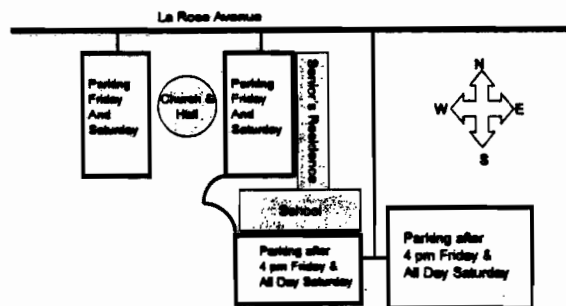 La Rose Avenue
Parking
Friday
And
Saturday
Church &
Hall
Parking
Friday
And
Saturday
Senior's Residence
N
W E
S
School
Parking after
4 pm Friday &
All Day Saturday
Parking after
4 pm Friday &
All Day Saturday